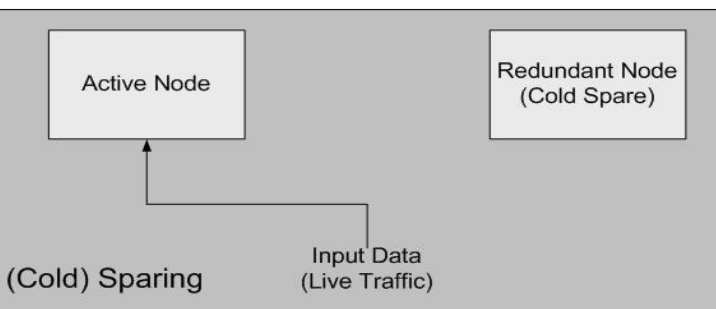 Active Node
Redundant Node
(Cold Spare)
Input Data
(Live Traffic)
(Cold) Sparing